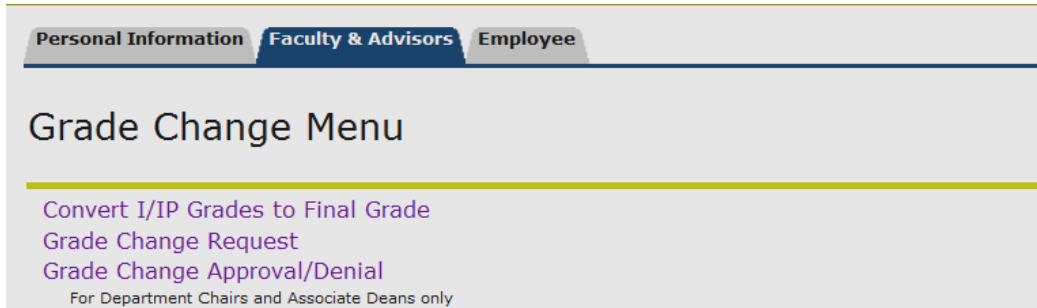 Personal Information Faculty & Advisors Employee
Grade Change Menu
Convert I/IP Grades to Final Grade
Grade Change Request
Grade Change Approval/Denial
For Department Chairs and Associate Deans only